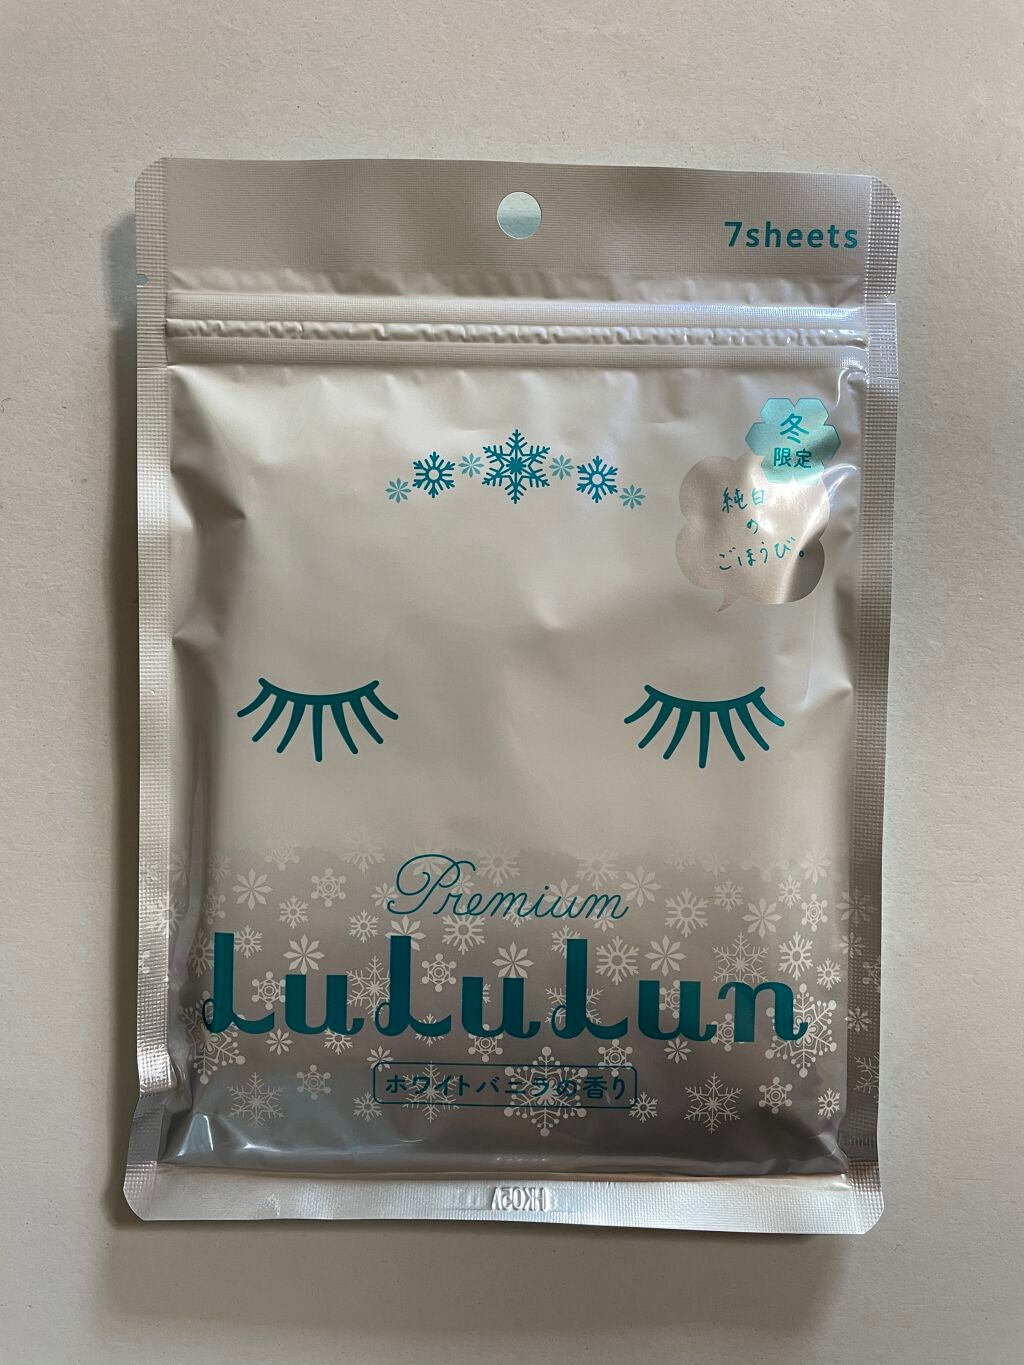 7sheets
冬
限定
純白
の
ごほうび。
Premium
LuLuLun
ホワイトバニラの香り